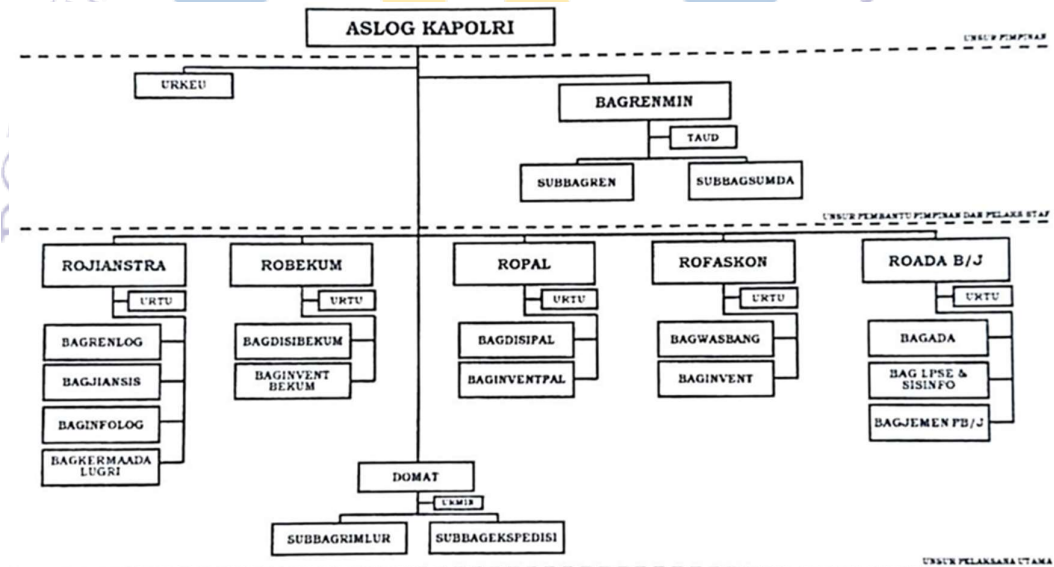 ASLOG KAPOLRI
UNSUR PIMPINAN
URKEU
BAGRENMIN
TAUD
SUBBAGREN
SUBBAGSUMDA
UNSUR PEMBANTU PIMPINAN DAN PELAKS STAF
ROJIANSTRA
ROBEKUM
ROPAL
ROFASKON
ROADA B/J
URTU
URTU
URTU
URTU
URTU
BAGRENLOG
BAGDISIBEKUM
BAGDISIPAL
BAGWASBANG
BAGADA
BAGJIANSIS
BAGINVENT
BEKUM
BAGINVENTPAL
BAGINVENT
BAG LPSE &
SISINFO
BAGINFOLOG
BAGJEMEN PB/J
BAGKERMAADA
LUGRI
DOMAT
URMIN
SUBBAGRIMLUR
SUBBAGEKSPEDISI
UNSUR PELAKSANA UTAMA